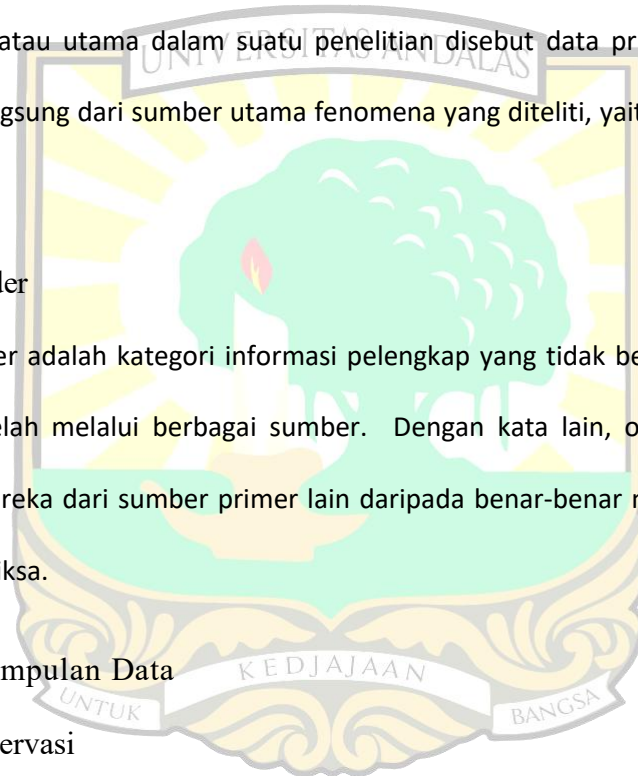 atau utama dalam suatu penelitian disebut data pr
UNIVERSITAS ANDALAS
gsung dari sumber utama fenomena yang diteliti, yait
der
er adalah kategori informasi pelengkap yang tidak be
elah melalui berbagai sumber. Dengan kata lain, o
reka dari sumber primer lain daripada benar-benar r
iksa.
mpulan Data
KEDJAJAAN
UNTUK
BANGSA
servasi